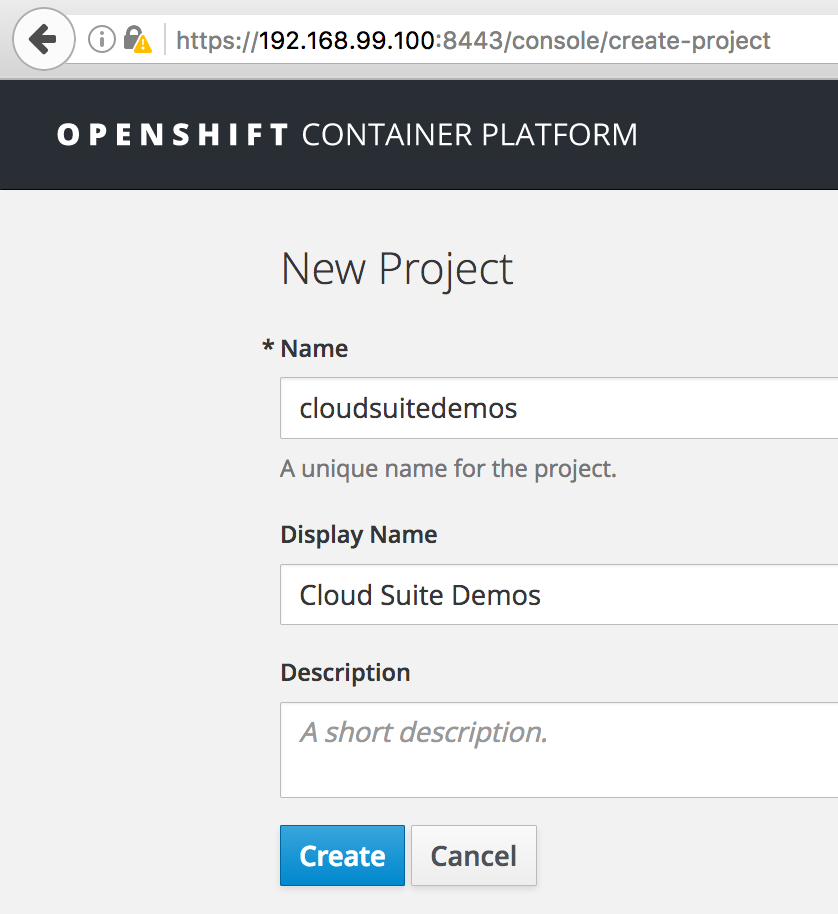 https://192.168.99.100:8443/console/create-project
OPENSHIFT CONTAINER PLATFORM
New Project
* Name
cloudsuitedemos
A unique name for the project.
Display Name
Cloud Suite Demos
Description
A short description.
Create Cancel